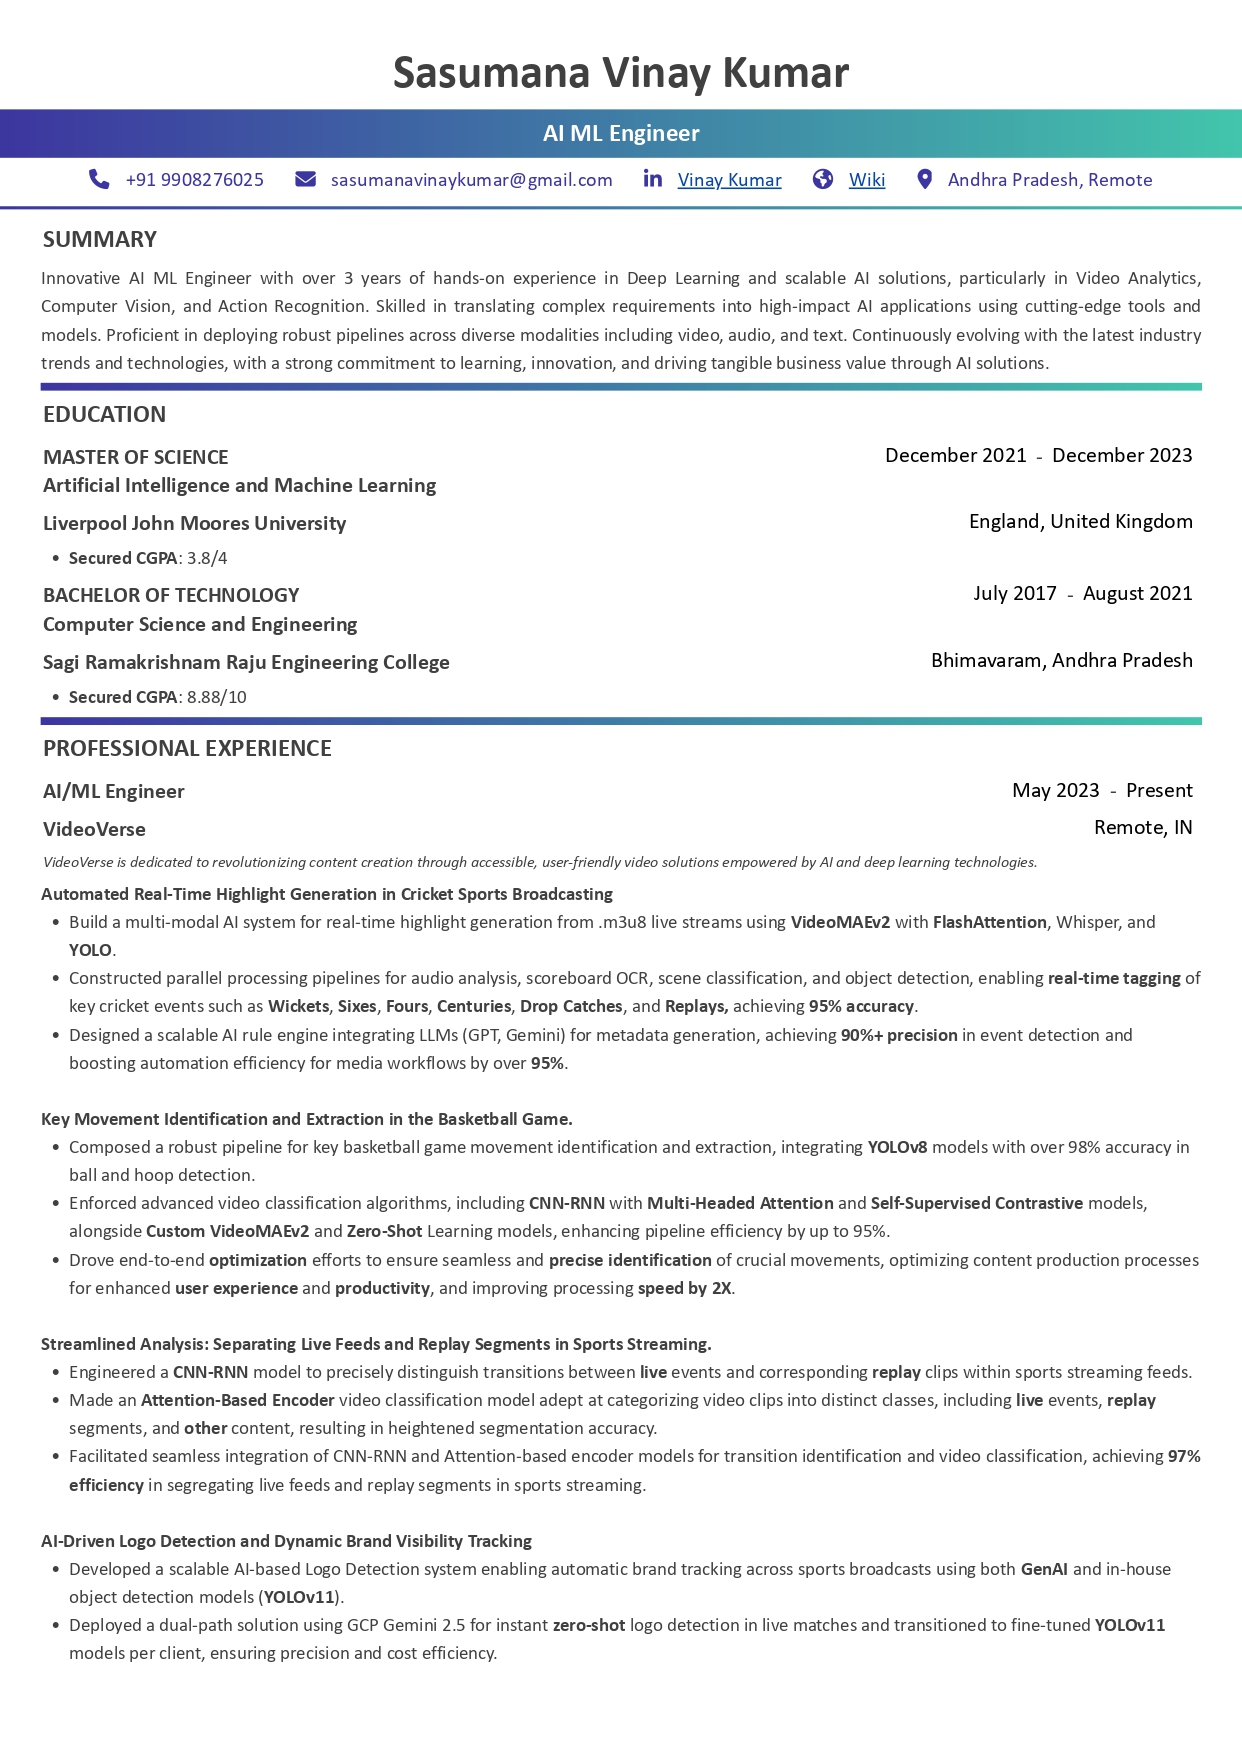 Sasumana Vinay Kumar
AI ML Engineer
+91 9908276025 sasumanavinaykumar@gmail.com Vinay Kumar Wiki Andhra Pradesh, Remote
SUMMARY
Innovative AI ML Engineer with over 3 years of hands-on experience in Deep Learning and scalable AI solutions, particularly in Video Analytics,
Computer Vision, and Action Recognition. Skilled in translating complex requirements into high-impact AI applications using cutting-edge tools and
models. Proficient in deploying robust pipelines across diverse modalities including video, audio, and text. Continuously evolving with the latest industry
trends and technologies, with a strong commitment to learning, innovation, and driving tangible business value through AI solutions.
EDUCATION
MASTER OF SCIENCE December 2021 - December 2023
Artificial Intelligence and Machine Learning
Liverpool John Moores University England, United Kingdom
• Secured CGPA: 3.8/4
BACHELOR OF TECHNOLOGY July 2017 - August 2021
Computer Science and Engineering
Sagi Ramakrishnam Raju Engineering College Bhimavaram, Andhra Pradesh
• Secured CGPA: 8.88/10
PROFESSIONAL EXPERIENCE
AI/ML Engineer May 2023 - Present
VideoVerse Remote, IN
VideoVerse is dedicated to revolutionizing content creation through accessible, user-friendly video solutions empowered by AI and deep learning technologies.
Automated Real-Time Highlight Generation in Cricket Sports Broadcasting
• Build a multi-modal AI system for real-time highlight generation from .m3u8 live streams using VideoMAEv2 with FlashAttention, Whisper, and
YOLO.
• Constructed parallel processing pipelines for audio analysis, scoreboard OCR, scene classification, and object detection, enabling real-time tagging of
key cricket events such as Wickets, Sixes, Fours, Centuries, Drop Catches, and Replays, achieving 95% accuracy.
• Designed a scalable AI rule engine integrating LLMs (GPT, Gemini) for metadata generation, achieving 90%+ precision in event detection and
boosting automation efficiency for media workflows by over 95%.
Key Movement Identification and Extraction in the Basketball Game.
• Composed a robust pipeline for key basketball game movement identification and extraction, integrating YOLOv8 models with over 98% accuracy in
ball and hoop detection.
• Enforced advanced video classification algorithms, including CNN-RNN with Multi-Headed Attention and Self-Supervised Contrastive models,
alongside Custom VideoMAEv2 and Zero-Shot Learning models, enhancing pipeline efficiency by up to 95%.
• Drove end-to-end optimization efforts to ensure seamless and precise identification of crucial movements, optimizing content production processes
for enhanced user experience and productivity, and improving processing speed by 2X.
Streamlined Analysis: Separating Live Feeds and Replay Segments in Sports Streaming.
• Engineered a CNN-RNN model to precisely distinguish transitions between live events and corresponding replay clips within sports streaming feeds.
• Made an Attention-Based Encoder video classification model adept at categorizing video clips into distinct classes, including live events, replay
segments, and other content, resulting in heightened segmentation accuracy.
• Facilitated seamless integration of CNN-RNN and Attention-based encoder models for transition identification and video classification, achieving 97%
efficiency in segregating live feeds and replay segments in sports streaming.
AI-Driven Logo Detection and Dynamic Brand Visibility Tracking
• Developed a scalable AI-based Logo Detection system enabling automatic brand tracking across sports broadcasts using both GenAI and in-house
object detection models (YOLOv11).
• Deployed a dual-path solution using GCP Gemini 2.5 for instant zero-shot logo detection in live matches and transitioned to fine-tuned YOLOv11
models per client, ensuring precision and cost efficiency.